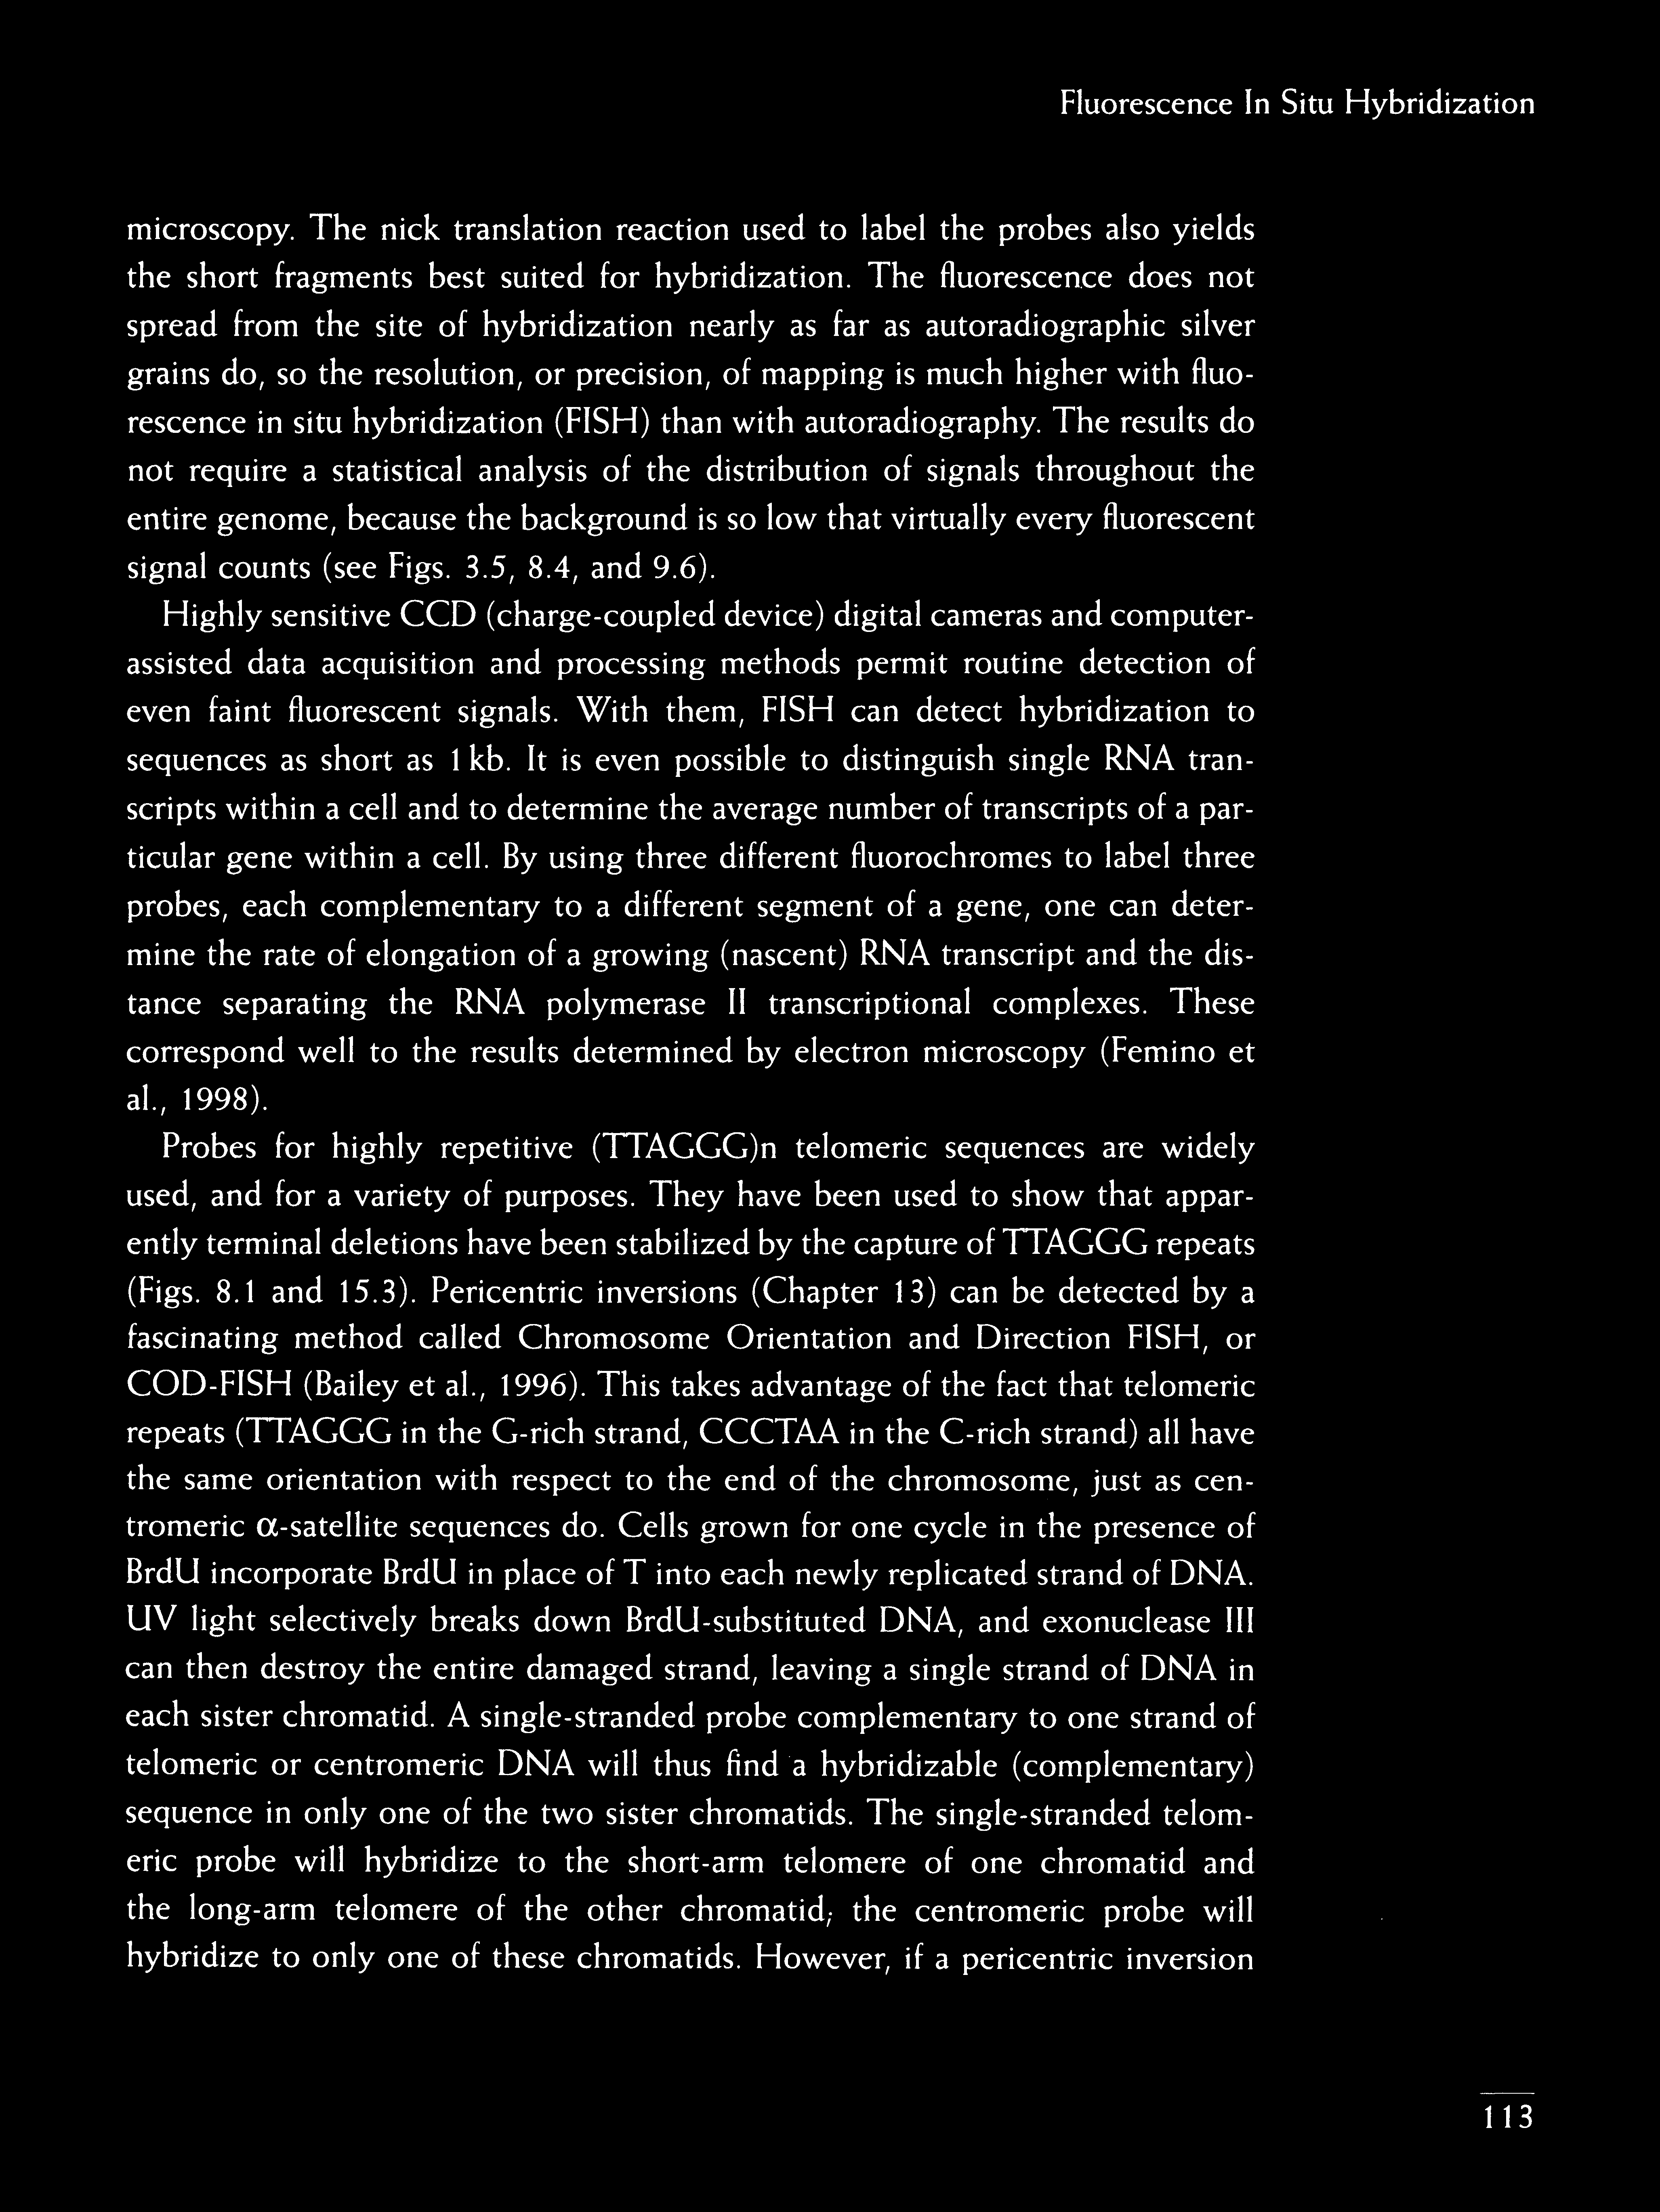 Fluorescence In Situ Hybridization
microscopy. The nick translation reaction used to label the probes also yields
the short fragments best suited for hybridization. The fluorescence does not
spread from the site of hybridization nearly as far as autoradiographic silver
grains do, so the resolution, or precision, of mapping is much higher with fluo-
rescence in situ hybridization (FISH) than with autoradiography. The results do
not require a statistical analysis of the distribution of signals throughout the
entire genome, because the background is so low that virtually every fluorescent
signal counts (see Figs. 3.5, 8.4, and 9.6).
Highly sensitive CCD (charge-coupled device) digital cameras and computer-
assisted data acquisition and processing methods permit routine detection of
even faint fluorescent signals. With them, FISH can detect hybridization to
sequences as short as 1 kb. It is even possible to distinguish single RNA tran-
scripts within a cell and to determine the average number of transcripts of a par-
ticular gene within a cell. By using three different fluorochromes to label three
probes, each complementary to a different segment of a gene, one can deter-
mine the rate of elongation of a growing (nascent) RNA transcript and the dis-
tance separating the RNA polymerase II transcriptional complexes. These
correspond well to the results determined by electron microscopy (Femino et
al., 1998).
Probes for highly repetitive (TTAGGG)n telomeric sequences are widely
used, and for a variety of purposes. They have been used to show that appar-
ently terminal deletions have been stabilized by the capture of TTAGGG repeats
(Figs. 8.1 and 15.3). Pericentric inversions (Chapter 13) can be detected by a
fascinating method called Chromosome Orientation and Direction FISH, or
COD-FISH (Bailey et al., 1996). This takes advantage of the fact that telomeric
repeats (TTAGGG in the G-rich strand, CCCTAA in the C-rich strand) all have
the same orientation with respect to the end of the chromosome, just as cen-
tromeric α-satellite sequences do. Cells grown for one cycle in the presence of
BrdU incorporate BrdU in place of T into each newly replicated strand of DNA.
UV light selectively breaks down BrdU-substituted DNA, and exonuclease III
can then destroy the entire damaged strand, leaving a single strand of DNA in
each sister chromatid. A single-stranded probe complementary to one strand of
telomeric or centromeric DNA will thus find a hybridizable (complementary)
sequence in only one of the two sister chromatids. The single-stranded telom-
eric probe will hybridize to the short-arm telomere of one chromatid and
the long-arm telomere of the other chromatid; the centromeric probe will
hybridize to only one of these chromatids. However, if a pericentric inversion
113